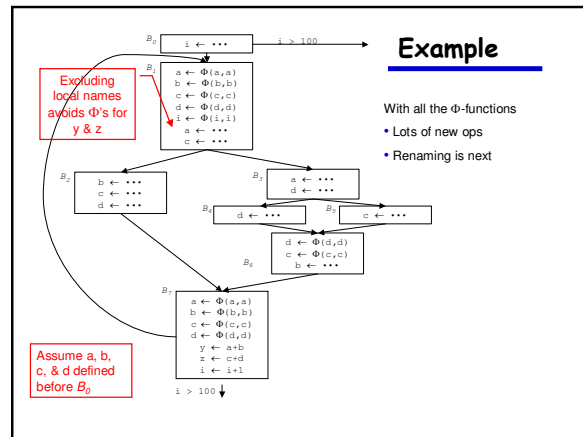 Example
B₀
i ← •••
i > 100
B₁
a ← Φ(a,a)
b ← Φ(b,b)
c ← Φ(c,c)
d ← Φ(d,d)
i ← Φ(i,i)
a ← •••
c ← •••
Excluding
local names
avoids Φ's for
y & z
With all the Φ-functions
• Lots of new ops
• Renaming is next
B₂
b ← •••
c ← •••
d ← •••
B₃
a ← •••
d ← •••
B₄
d ← •••
B₅
c ← •••
d ← Φ(d,d)
c ← Φ(c,c)
b ← •••
B₆
B₇
a ← Φ(a,a)
b ← Φ(b,b)
c ← Φ(c,c)
d ← Φ(d,d)
y ← a+b
z ← c+d
i ← i+1
i > 100
Assume a, b,
c, & d defined
before B₀